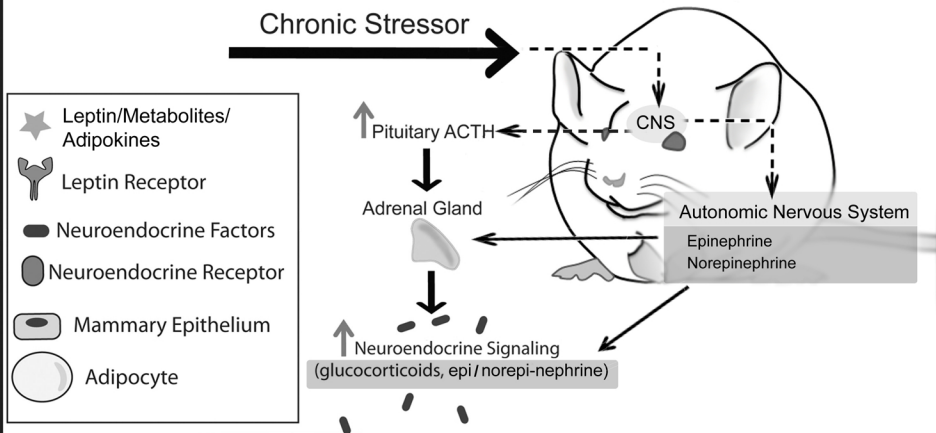 Chronic Stressor
Leptin/Metabolites/
Adipokines
Leptin Receptor
Neuroendocrine Factors
Neuroendocrine Receptor
Mammary Epithelium
Adipocyte
Pituitary ACTH
CNS
Adrenal Gland
Autonomic Nervous System
Epinephrine
Norepinephrine
Neuroendocrine Signaling
(glucocorticoids, epi/norepi-nephrine)